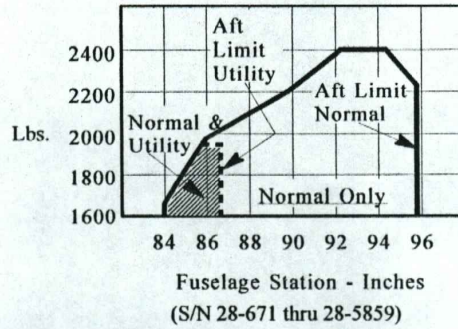 Aft
Limit
Utility
2400
2200
2000
1800
1600
Lbs.
Normal &
Utility
Aft Limit
Normal
Normal Only
84 86 88 90 92 94 96
Fuselage Station - Inches
(S/N 28-671 thru 28-5859)